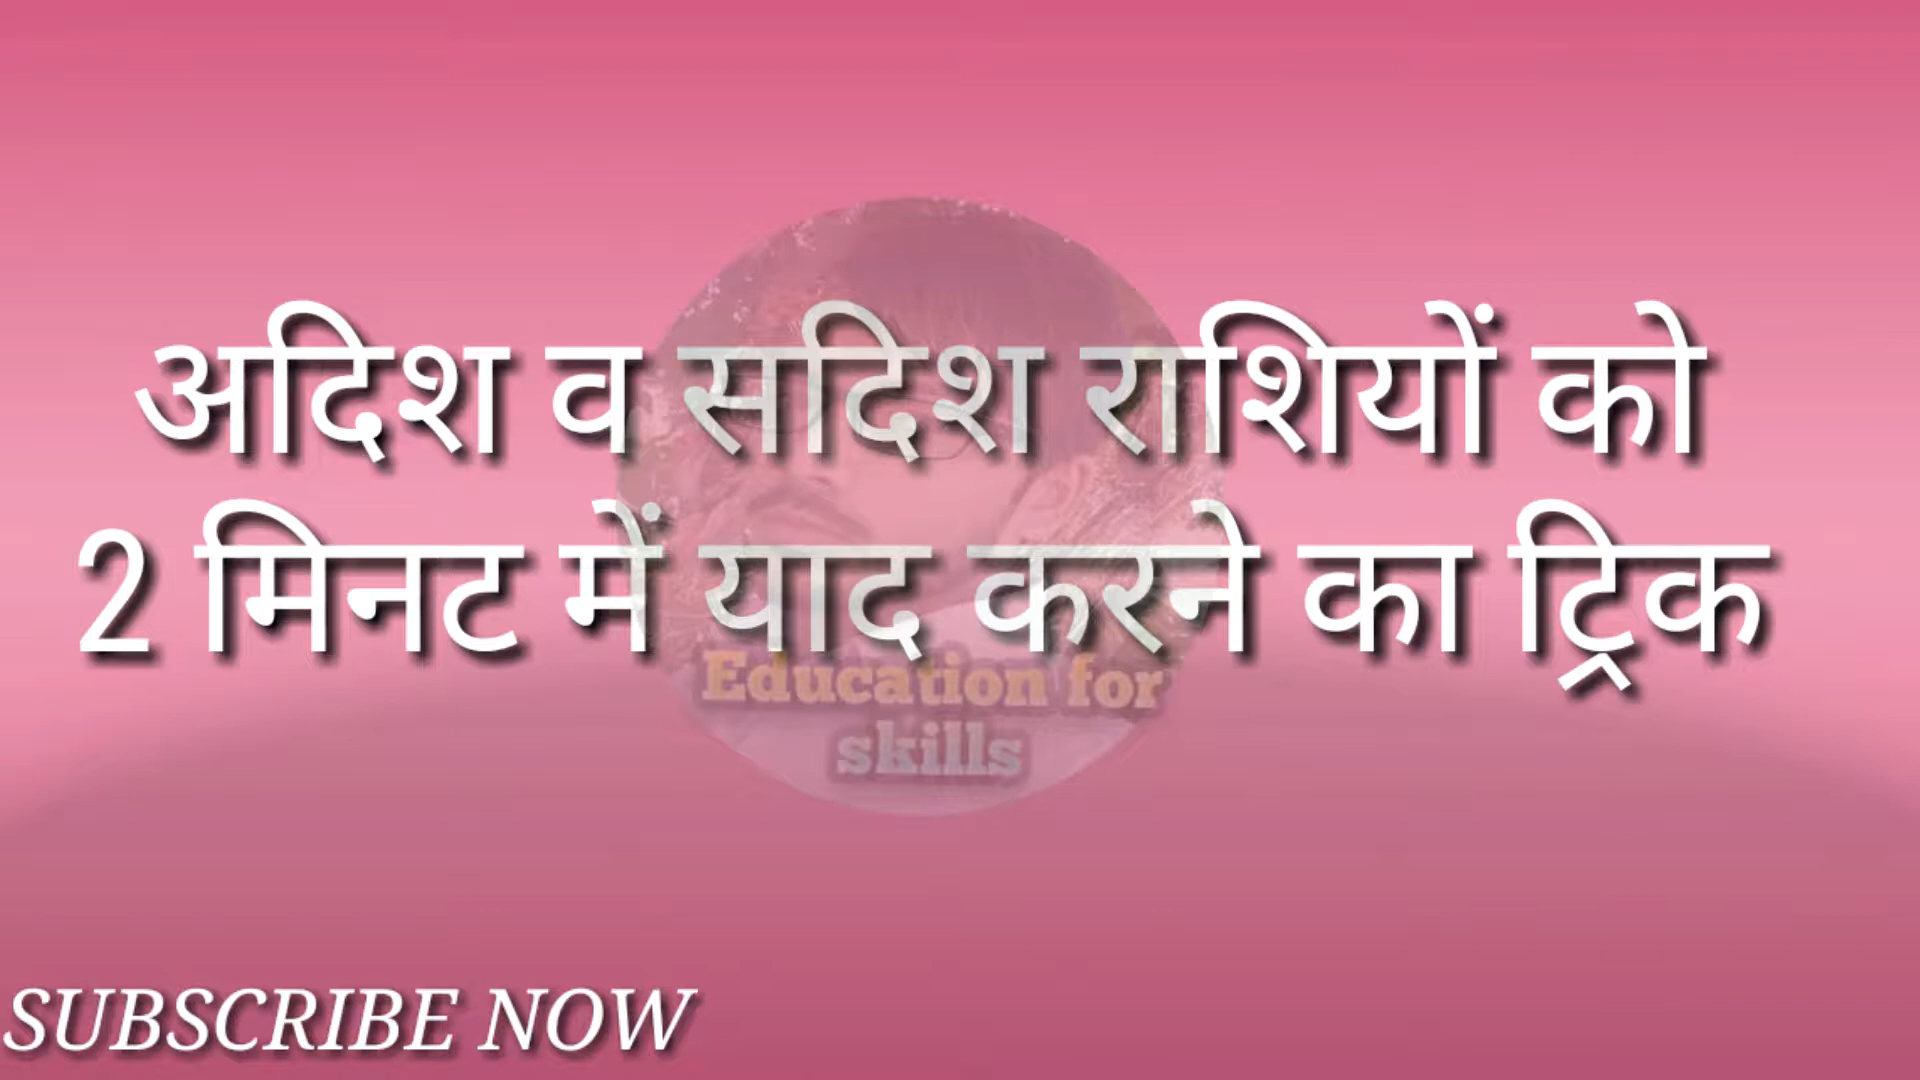 अदिश व सदिश राशियों को
2 मिनट में याद करने का ट्रिक
Education for
skills
SUBSCRIBE NOW